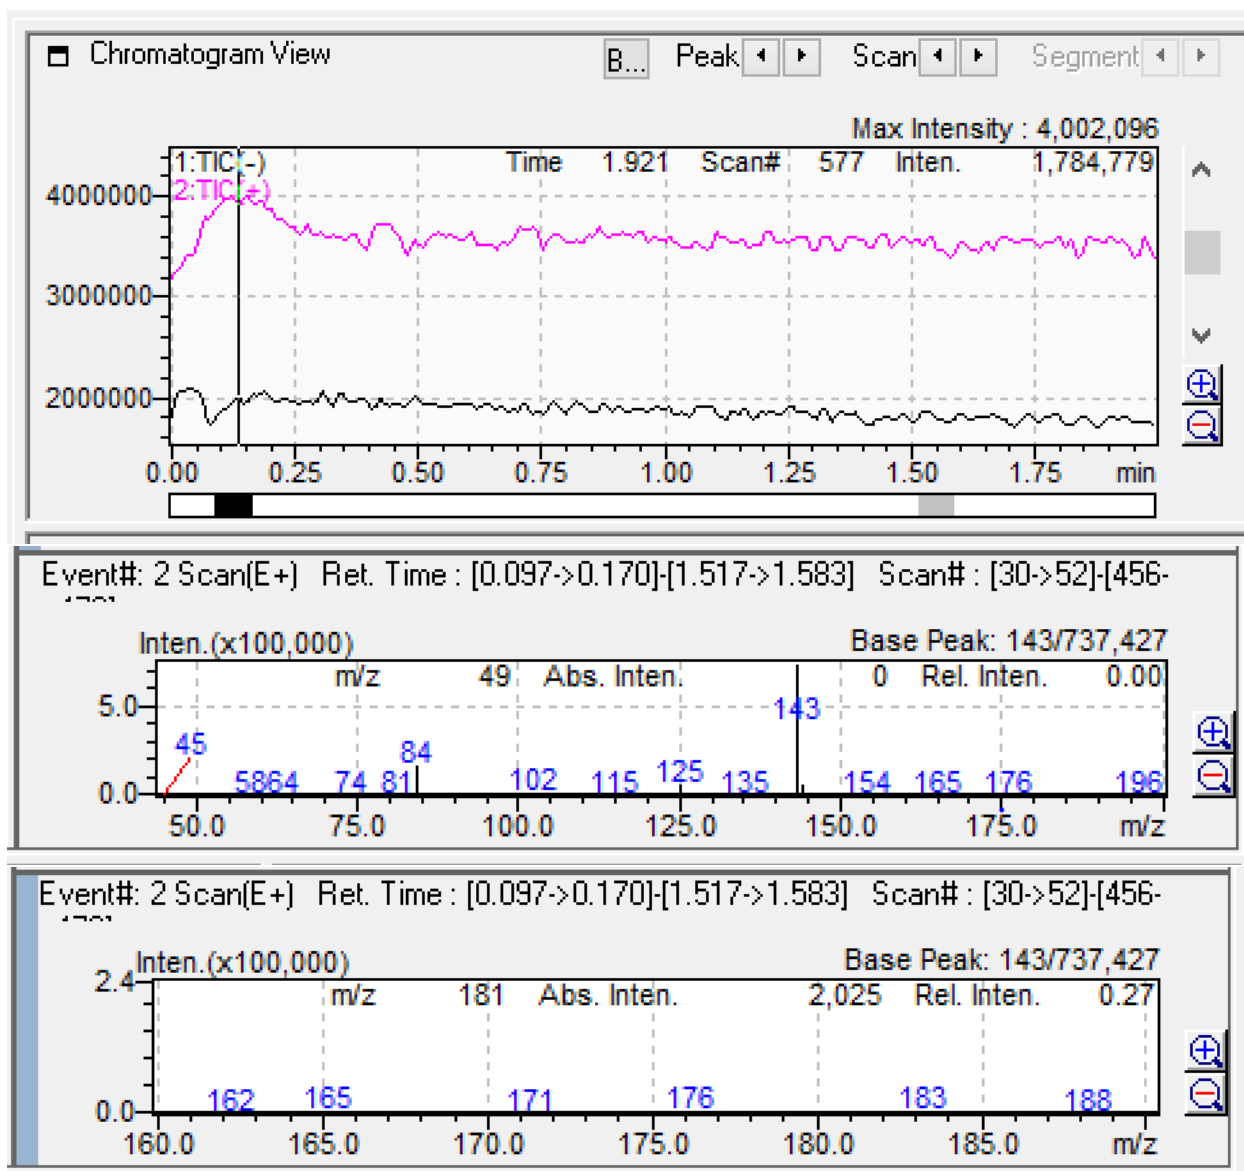 Chromatogram View B... Peak Scan Segment
Max Intensity : 4,002,096
1:TIC(-) Time 1.921 Scan# 577 Inten. 1,784,779
2:TIC(+)
4000000
3000000
2000000
0.00 0.25 0.50 0.75 1.00 1.25 1.50 1.75 min
Event#: 2 Scan(E+) Ret. Time : [0.097->0.170]-[1.517->1.583] Scan# : [30->52]-[456-
Inten.(x100,000) Base Peak: 143/737,427
m/z 49 Abs. Inten. 0 Rel. Inten. 0.00
5.0
143
45
84
58 64 74 81 102 115 125 135 154 165 176 196
0.0
50.0 75.0 100.0 125.0 150.0 175.0 m/z
Event#: 2 Scan(E+) Ret. Time : [0.097->0.170]-[1.517->1.583] Scan# : [30->52]-[456-
Inten.(x100,000) Base Peak: 143/737,427
2.4
m/z 181 Abs. Inten. 2,025 Rel. Inten. 0.27
162 165 171 176 183 188
0.0
160.0 165.0 170.0 175.0 180.0 185.0 m/z